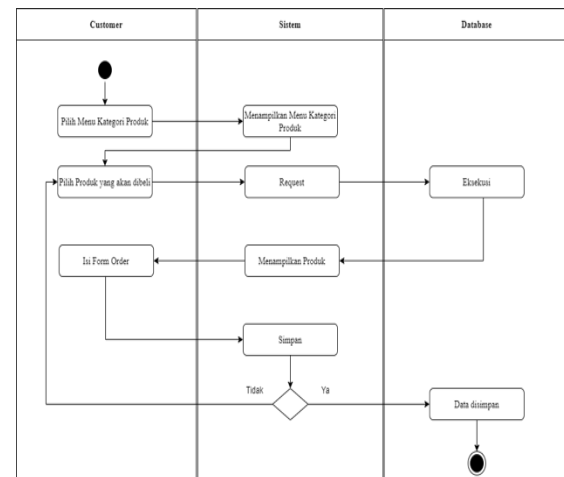 Customer
Sistem
Database
Pilih Menu Kategori Produk
Menampilkan Menu Kategori
Produk
Pilih Produk yang akan dibeli
Request
Eksekusi
Isi Form Order
Menampilkan Produk
Simpan
Tidak
Ya
Data disimpan